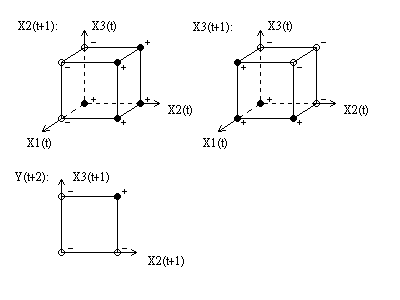 X2(t+1): X3(t) X3(t+1): X3(t)
- + - -
- + + -
+ + X2(t) + - X2(t)
- + + +
X1(t) X1(t)
Y(t+2): X3(t+1)
- +
- - X2(t+1)